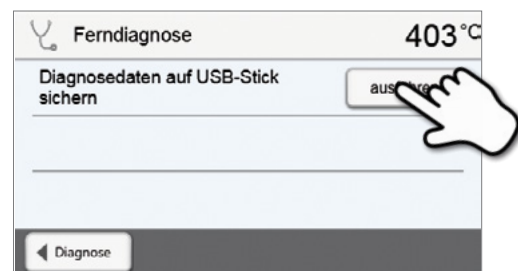 Ferndiagnose 403 °C
Diagnosedaten auf USB-Stick
sichern
Diagnose